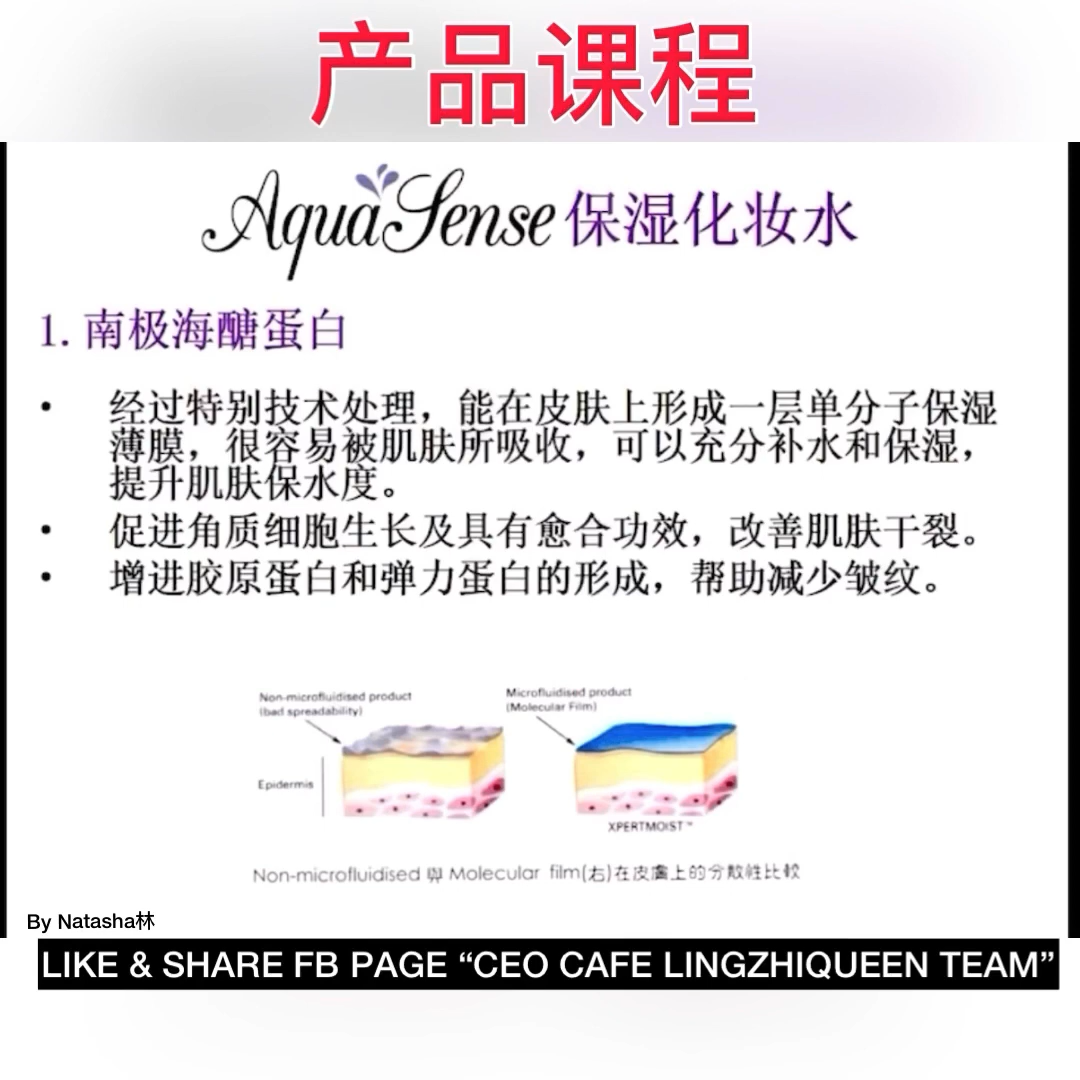 产品课程
AquaSense 保湿化妆水
1. 南极海醣蛋白
• 经过特别技术处理，能在皮肤上形成一层单分子保湿
薄膜，很容易被肌肤所吸收，可以充分补水和保湿，
提升肌肤保水度。
• 促进角质细胞生长及具有愈合功效，改善肌肤干裂。
• 增进胶原蛋白和弹力蛋白的形成，帮助减少皱纹。
Non-microfluidised product
(bad spreadability)
Microfluidised product
(Molecular Film)
Epidermis
XPERTMOIST™
Non-microfluidised 與 Molecular film(右)在皮膚上的分散性比較
By Natasha林
LIKE & SHARE FB PAGE “CEO CAFE LINGZHIQUEEN TEAM”